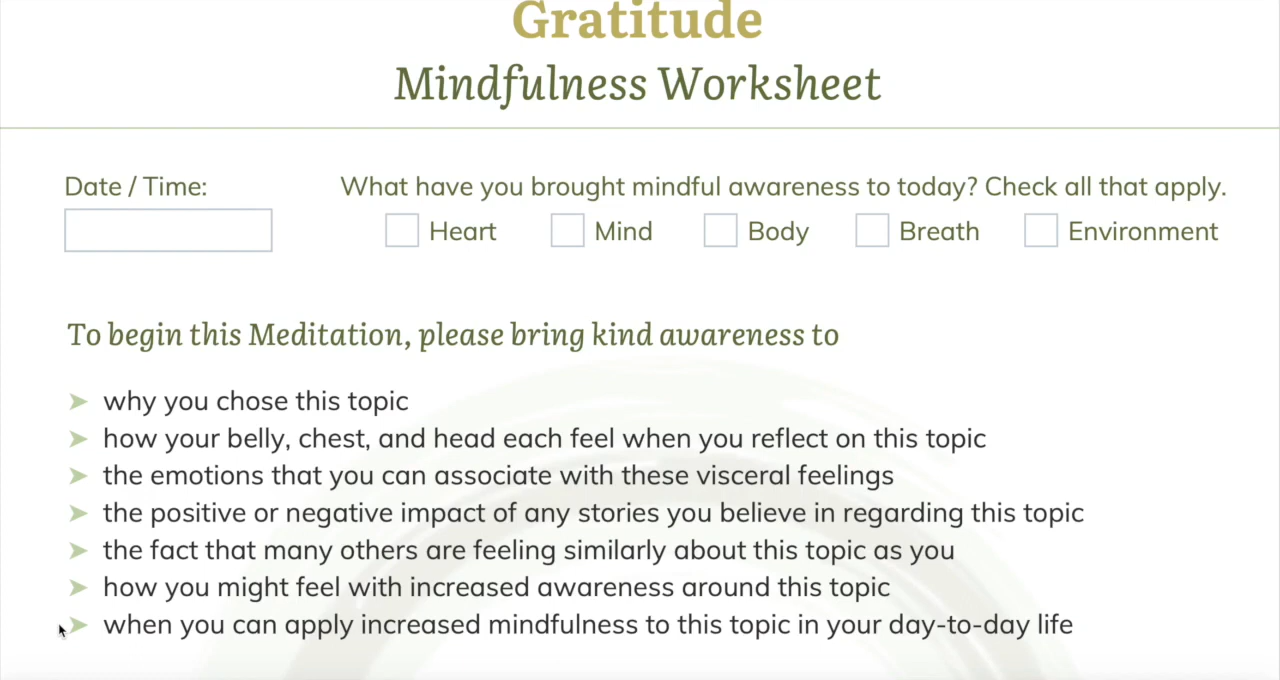 Gratitude
Mindfulness Worksheet
Date / Time:
What have you brought mindful awareness to today? Check all that apply.
Heart Mind Body Breath Environment
To begin this Meditation, please bring kind awareness to
➤ why you chose this topic
➤ how your belly, chest, and head each feel when you reflect on this topic
➤ the emotions that you can associate with these visceral feelings
➤ the positive or negative impact of any stories you believe in regarding this topic
➤ the fact that many others are feeling similarly about this topic as you
➤ how you might feel with increased awareness around this topic
➤ when you can apply increased mindfulness to this topic in your day-to-day life